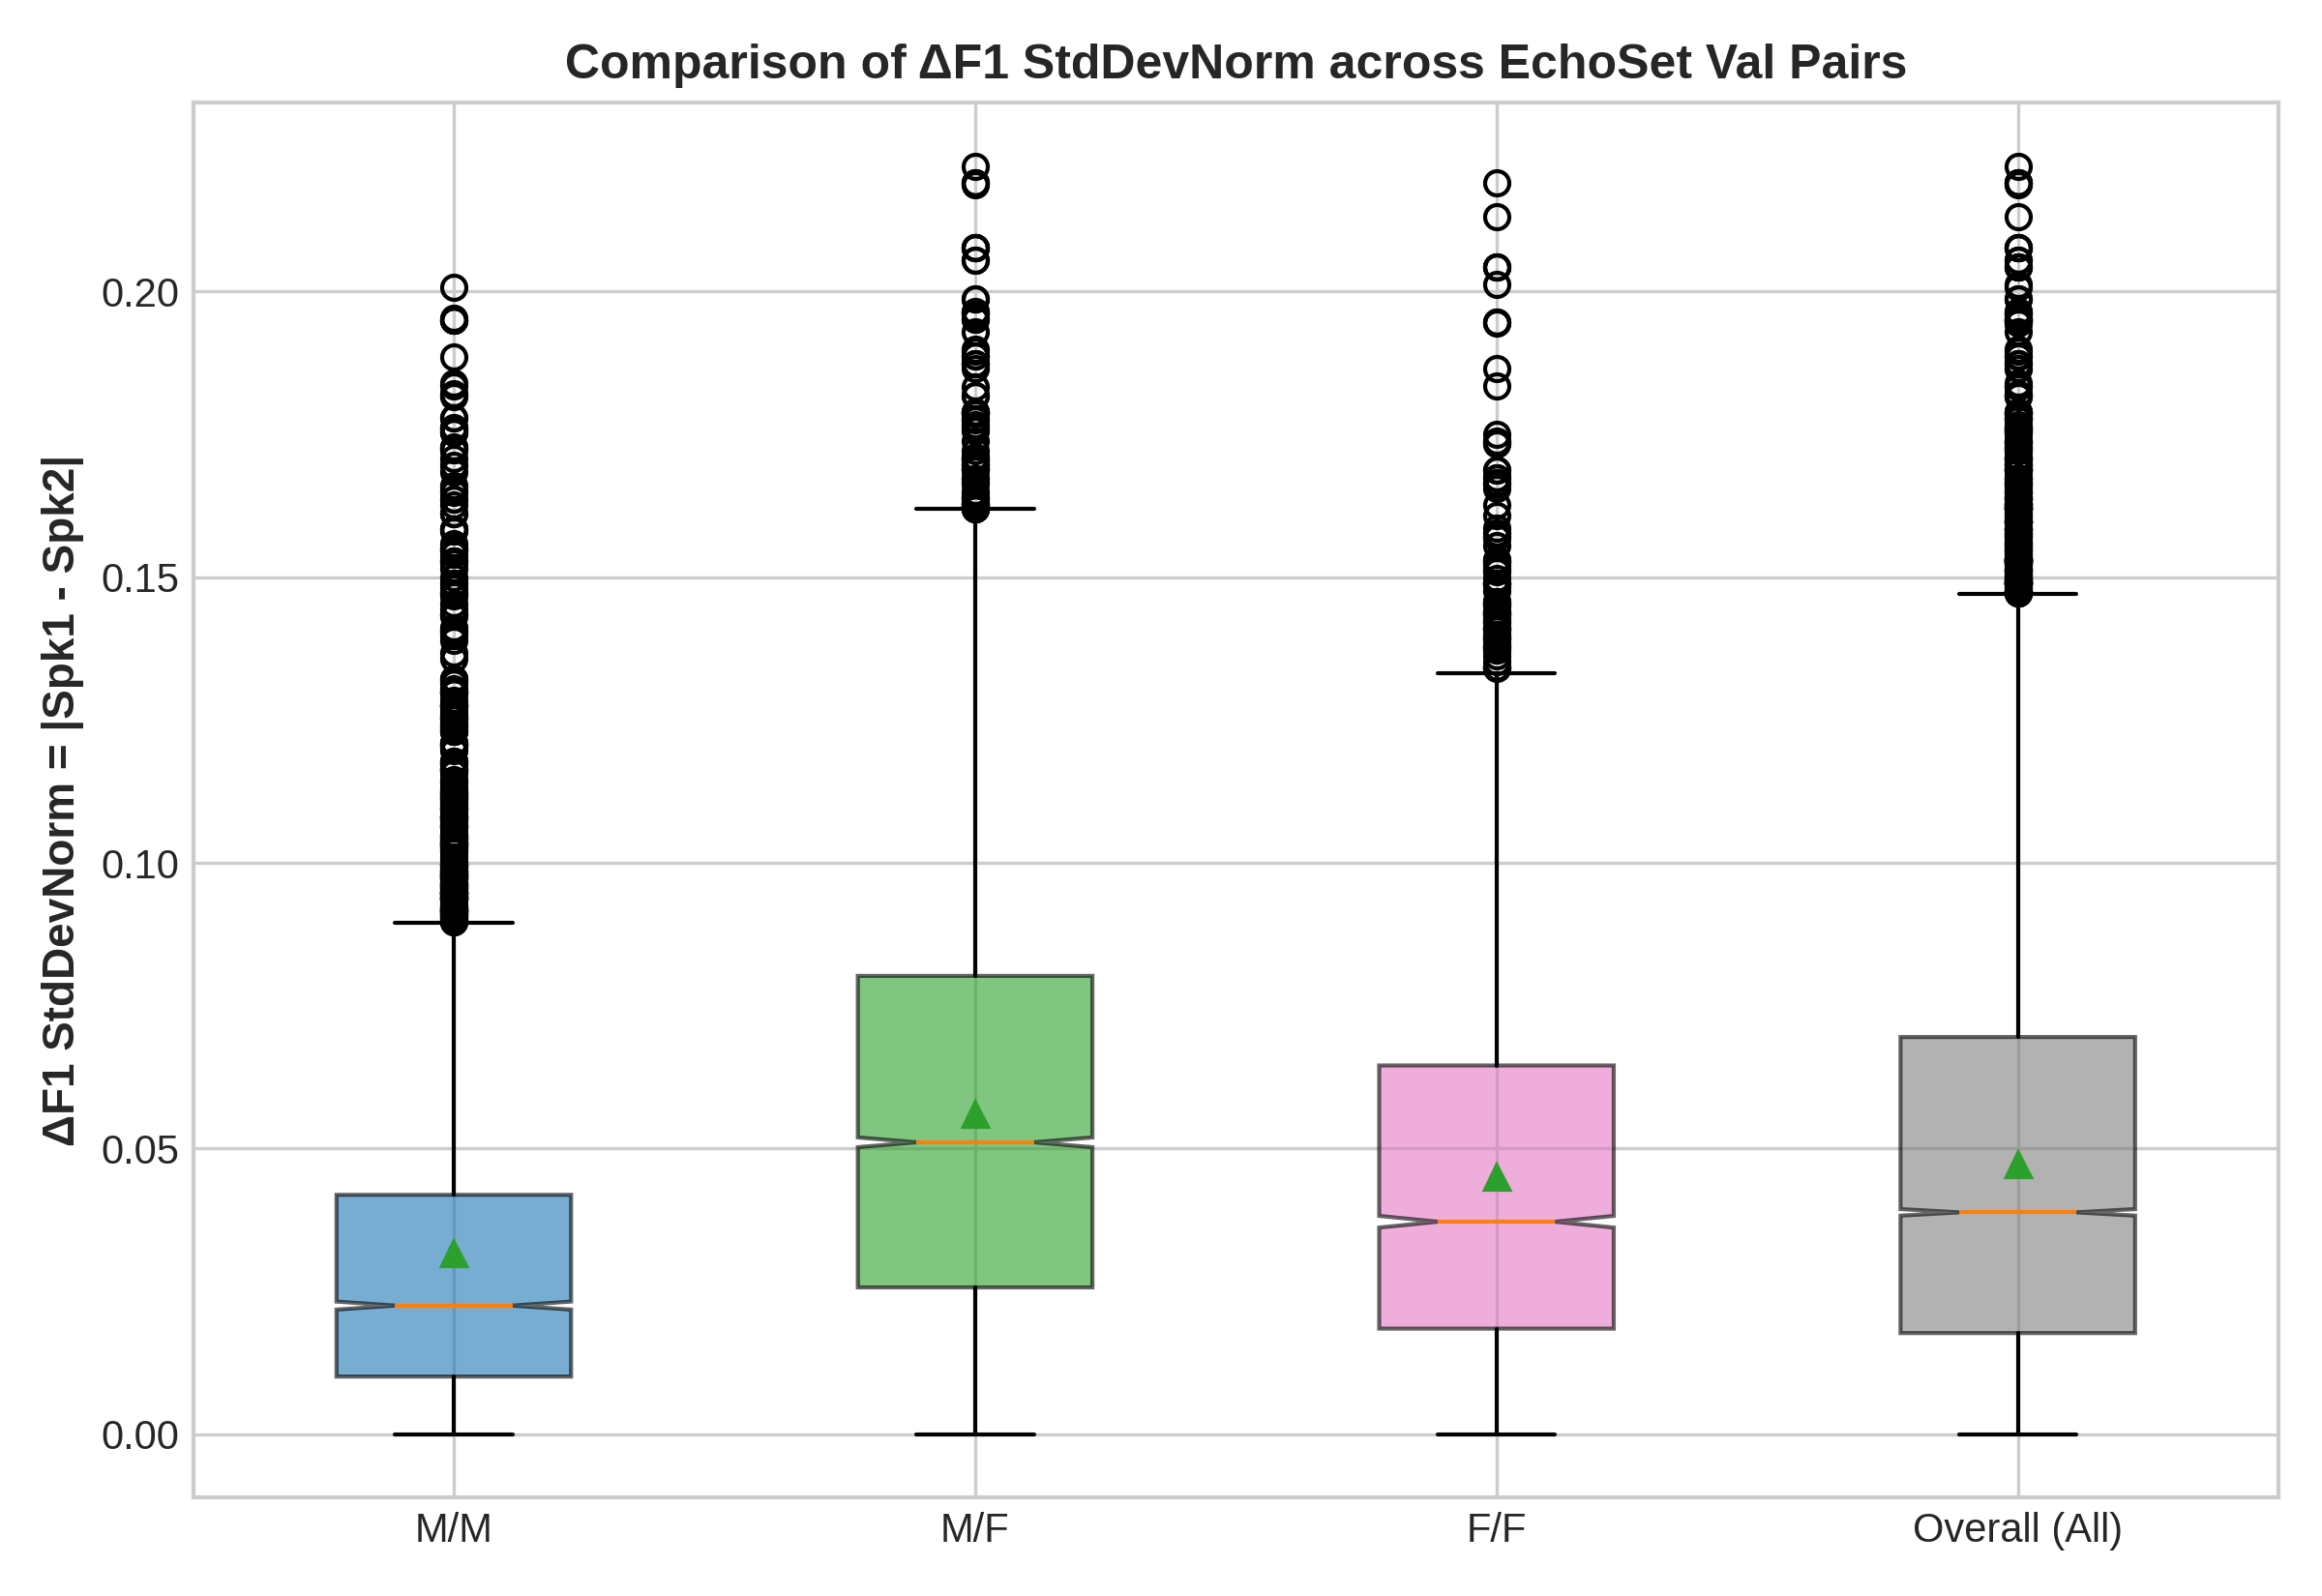 Comparison of ΔF1 StdDevNorm across EchoSet Val Pairs
ΔF1 StdDevNorm = |Spk1 - Spk2|
0.20
0.15
0.10
0.05
0.00
M/M
M/F
F/F
Overall (All)